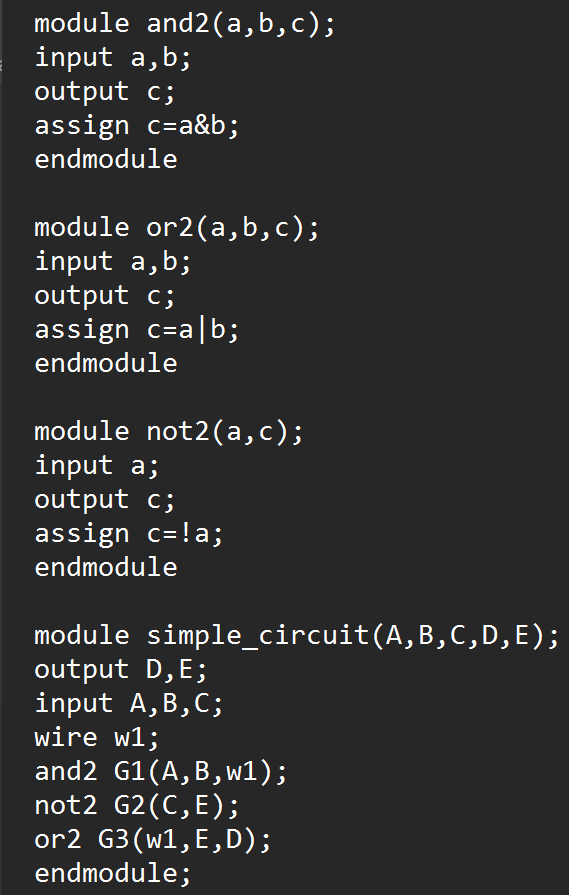 module and2(a,b,c);
input a,b;
output c;
assign c=a&b;
endmodule

module or2(a,b,c);
input a,b;
output c;
assign c=a|b;
endmodule

module not2(a,c);
input a;
output c;
assign c=!a;
endmodule

module simple_circuit(A,B,C,D,E);
output D,E;
input A,B,C;
wire w1;
and2 G1(A,B,w1);
not2 G2(C,E);
or2 G3(w1,E,D);
endmodule;